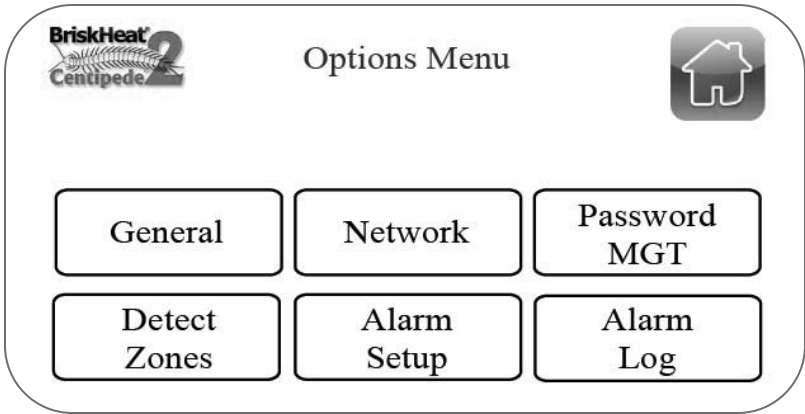 BriskHeat
2
Centipede
Options Menu
General
Network
Password
MGT
Detect
Zones
Alarm
Setup
Alarm
Log